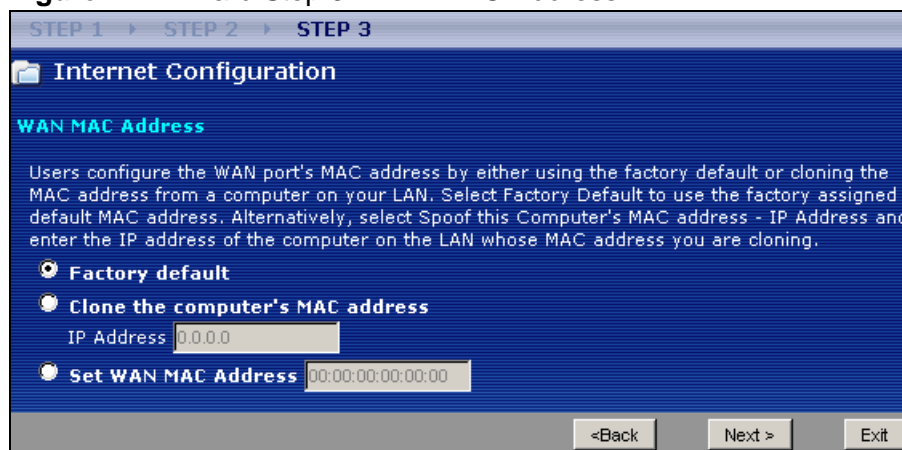 STEP 1 STEP 2 STEP 3
Internet Configuration
WAN MAC Address
Users configure the WAN port's MAC address by either using the factory default or cloning the
MAC address from a computer on your LAN. Select Factory Default to use the factory assigned
default MAC address. Alternatively, select Spoof this Computer's MAC address - IP Address and
enter the IP address of the computer on the LAN whose MAC address you are cloning.
Factory default
Clone the computer's MAC address
IP Address 0.0.0.0
Set WAN MAC Address 00:00:00:00:00:00
<Back Next > Exit